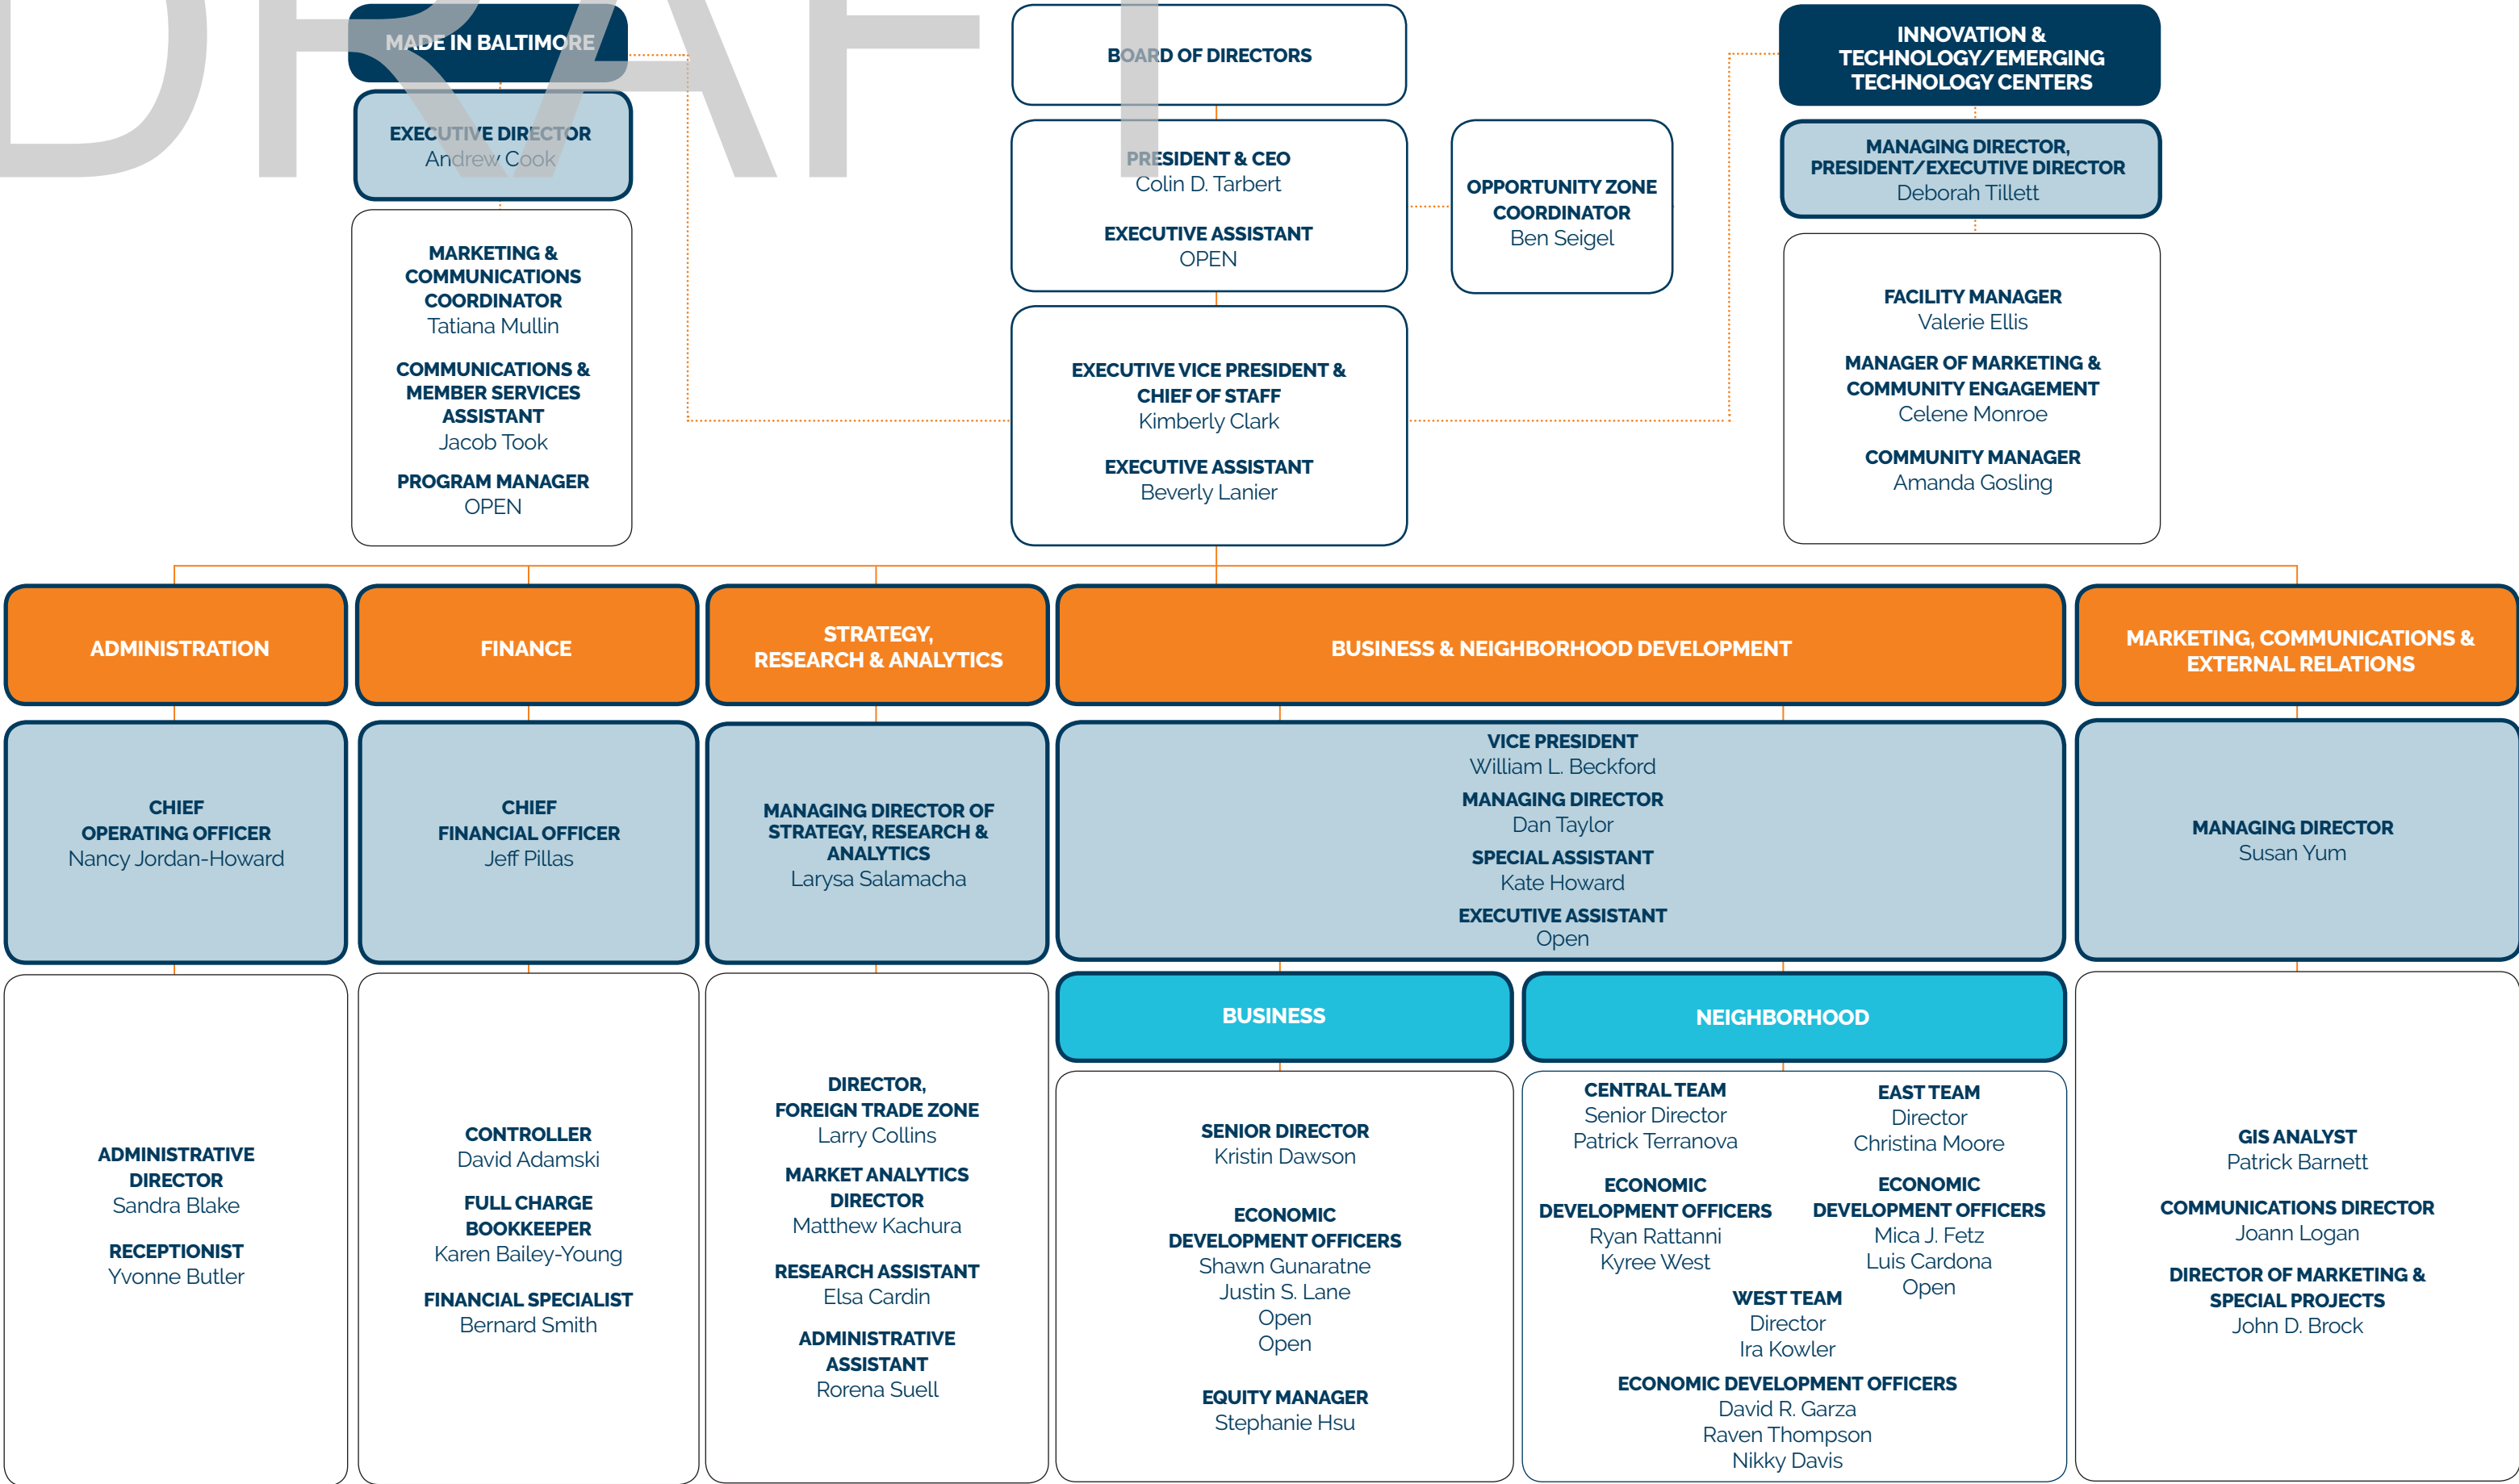 DRAFT
MADE IN BALTIMORE
EXECUTIVE DIRECTOR
Andrew Cook
MARKETING &
COMMUNICATIONS
COORDINATOR
Tatiana Mullin
COMMUNICATIONS &
MEMBER SERVICES
ASSISTANT
Jacob Took
PROGRAM MANAGER
OPEN
BOARD OF DIRECTORS
PRESIDENT & CEO
Colin D. Tarbert
EXECUTIVE ASSISTANT
OPEN
OPPORTUNITY ZONE
COORDINATOR
Ben Seigel
EXECUTIVE VICE PRESIDENT &
CHIEF OF STAFF
Kimberly Clark
EXECUTIVE ASSISTANT
Beverly Lanier
INNOVATION &
TECHNOLOGY/EMERGING
TECHNOLOGY CENTERS
MANAGING DIRECTOR,
PRESIDENT/EXECUTIVE DIRECTOR
Deborah Tillett
FACILITY MANAGER
Valerie Ellis
MANAGER OF MARKETING &
COMMUNITY ENGAGEMENT
Celene Monroe
COMMUNITY MANAGER
Amanda Gosling
ADMINISTRATION
CHIEF
OPERATING OFFICER
Nancy Jordan-Howard
ADMINISTRATIVE
DIRECTOR
Sandra Blake
RECEPTIONIST
Yvonne Butler
FINANCE
CHIEF
FINANCIAL OFFICER
Jeff Pillas
CONTROLLER
David Adamski
FULL CHARGE
BOOKKEEPER
Karen Bailey-Young
FINANCIAL SPECIALIST
Bernard Smith
STRATEGY,
RESEARCH & ANALYTICS
MANAGING DIRECTOR OF
STRATEGY, RESEARCH &
ANALYTICS
Larysa Salamacha
DIRECTOR,
FOREIGN TRADE ZONE
Larry Collins
MARKET ANALYTICS
DIRECTOR
Matthew Kachura
RESEARCH ASSISTANT
Elsa Cardin
ADMINISTRATIVE
ASSISTANT
Rorena Suell
BUSINESS & NEIGHBORHOOD DEVELOPMENT
VICE PRESIDENT
William L. Beckford
MANAGING DIRECTOR
Dan Taylor
SPECIAL ASSISTANT
Kate Howard
EXECUTIVE ASSISTANT
Open
BUSINESS
SENIOR DIRECTOR
Kristin Dawson
ECONOMIC
DEVELOPMENT OFFICERS
Shawn Gunaratne
Justin S. Lane
Open
Open
EQUITY MANAGER
Stephanie Hsu
NEIGHBORHOOD
CENTRAL TEAM
Senior Director
Patrick Terranova
ECONOMIC
DEVELOPMENT OFFICERS
Ryan Rattanni
Kyree West
EAST TEAM
Director
Christina Moore
ECONOMIC
DEVELOPMENT OFFICERS
Mica J. Fetz
Luis Cardona
Open
WEST TEAM
Director
Ira Kowler
ECONOMIC DEVELOPMENT OFFICERS
David R. Garza
Raven Thompson
Nikky Davis
MARKETING, COMMUNICATIONS &
EXTERNAL RELATIONS
MANAGING DIRECTOR
Susan Yum
GIS ANALYST
Patrick Barnett
COMMUNICATIONS DIRECTOR
Joann Logan
DIRECTOR OF MARKETING &
SPECIAL PROJECTS
John D. Brock